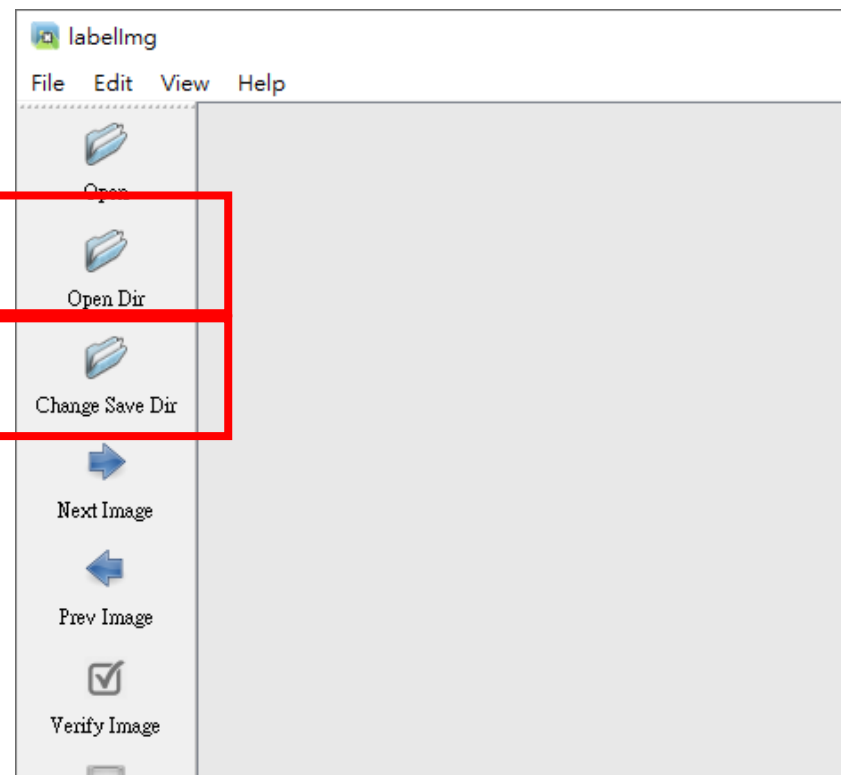 labelImg
File Edit View Help
Open
Open Dir
Change Save Dir
Next Image
Prev Image
Verify Image